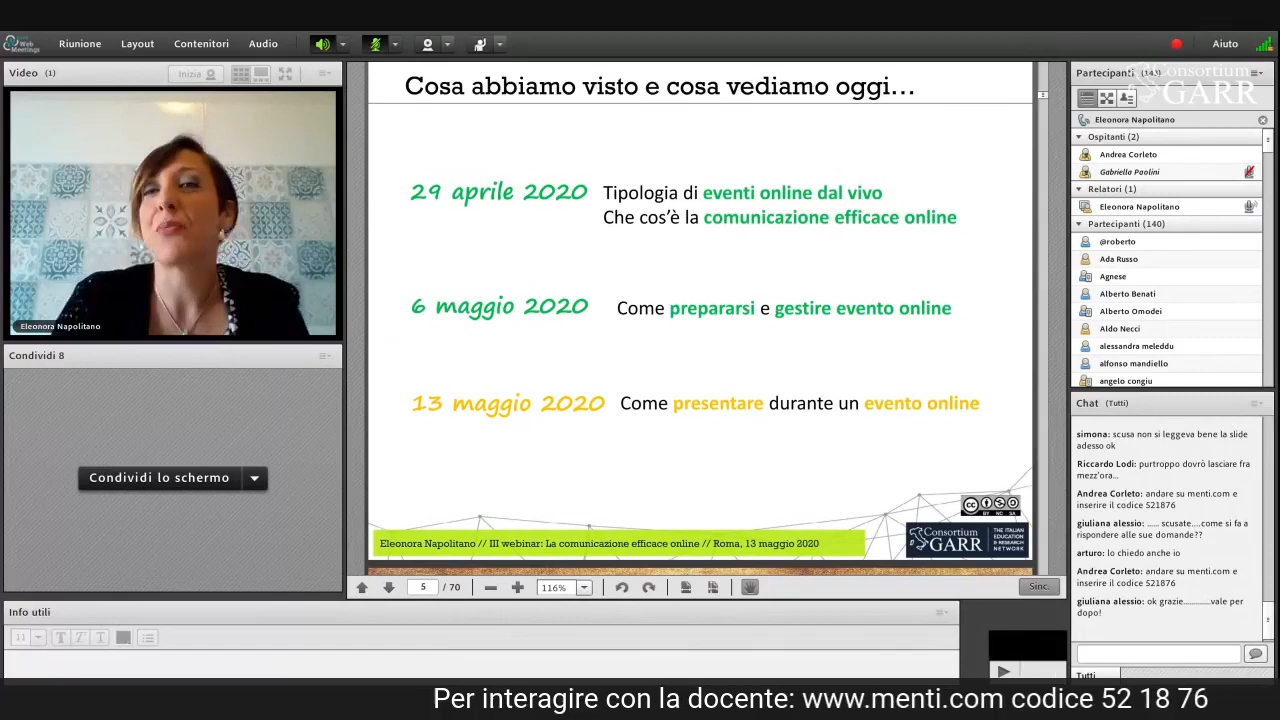 Web
Meetings
Riunione
Layout
Contenitori
Audio
Aiuto
Video (1)
Inizia
Eleonora Napolitano
Condividi 8
Condividi lo schermo
Cosa abbiamo visto e cosa vediamo oggi...
29 aprile 2020
Tipologia di eventi online dal vivo
Che cos'è la comunicazione efficace online
6 maggio 2020
Come prepararsi e gestire evento online
13 maggio 2020
Come presentare durante un evento online
CC BY NC SA
Eleonora Napolitano // III webinar: La comunicazione efficace online // Roma, 13 maggio 2020
Consortium
GARR
THE ITALIAN
EDUCATION
& RESEARCH
NETWORK
5 / 70
116%
Sinc.
Partecipanti (143)
Consortium
GARR
Eleonora Napolitano
Ospitanti (2)
Andrea Corleto
Gabriella Paolini
Relatori (1)
Eleonora Napolitano
Partecipanti (140)
@roberto
Ada Russo
Agnese
Alberto Benati
Alberto Omodei
Aldo Necci
alessandra meleddu
alfonso mandiello
angelo congiu
Chat (Tutti)
simona: scusa non si leggeva bene la slide
adesso ok
Riccardo Lodi: purtroppo dovrò lasciare fra
mezz'ora...
Andrea Corleto: andare su menti.com e
inserire il codice 521876
giuliana alessio: ...... scusate....come si fa a
rispondere alle sue domande??
arturo: lo chiedo anche io
Andrea Corleto: andare su menti.com e
inserire il codice 521876
giuliana alessio: ok grazie............vale per
dopo!
Tutti
Info utili
11
T T T
Per interagire con la docente: www.menti.com codice 52 18 76